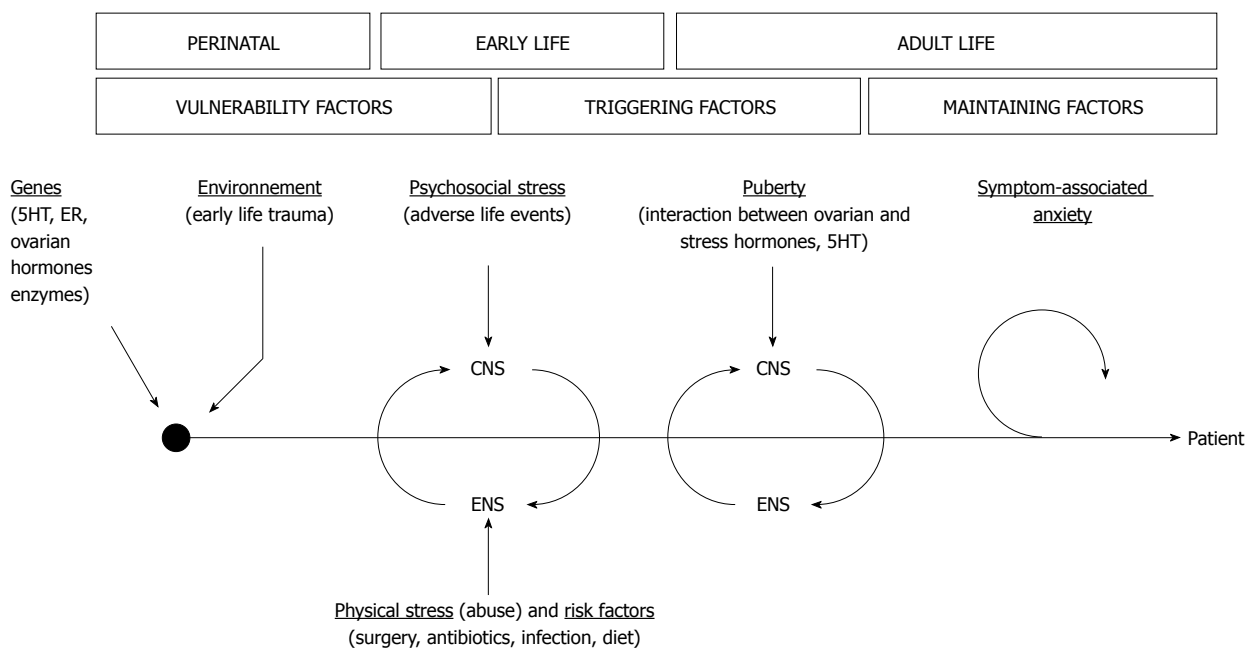 PERINATAL
EARLY LIFE
ADULT LIFE
VULNERABILITY FACTORS
TRIGGERING FACTORS
MAINTAINING FACTORS
Genes
(5HT, ER,
ovarian
hormones
enzymes)
Environnement
(early life trauma)
Psychosocial stress
(adverse life events)
Puberty
(interaction between ovarian and
stress hormones, 5HT)
Symptom-associated
anxiety
CNS
CNS
Patient
ENS
ENS
Physical stress (abuse) and risk factors
(surgery, antibiotics, infection, diet)